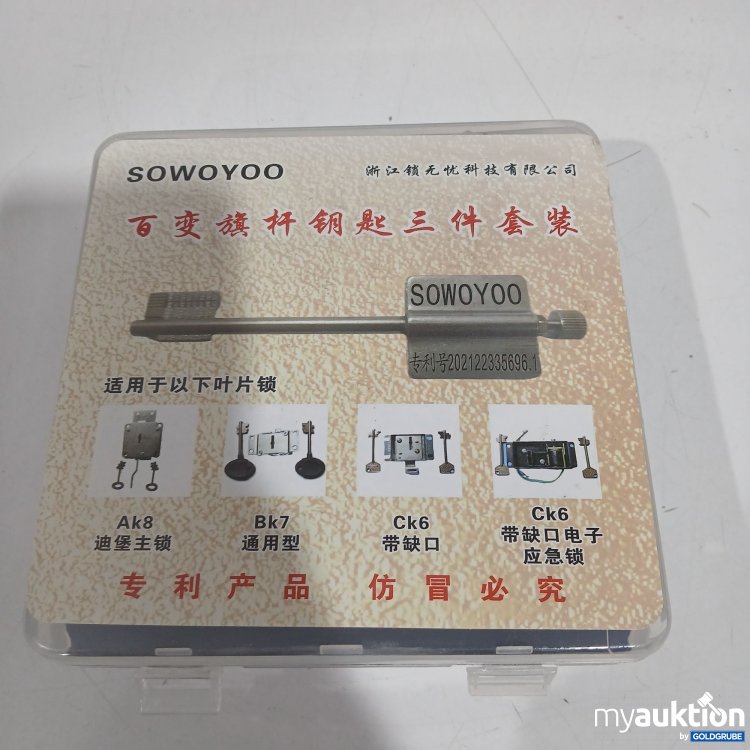 SOWOYOO 浙江锁无忧科技有限公司
百变旗杆钥匙三件套装
SOWOYOO
专利号202122335696.1
适用于以下叶片锁
Ak8
迪堡主锁
Bk7
通用型
Ck6
带缺口
Ck6
带缺口电子
应急锁
专利产品 仿冒必究
myauktion
by GOLDGRUBE